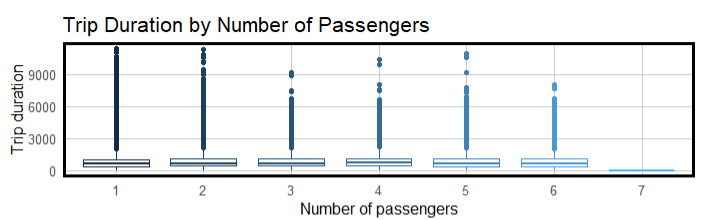 Trip Duration by Number of Passengers
Trip duration
9000
6000
3000
0
1 2 3 4 5 6 7
Number of passengers